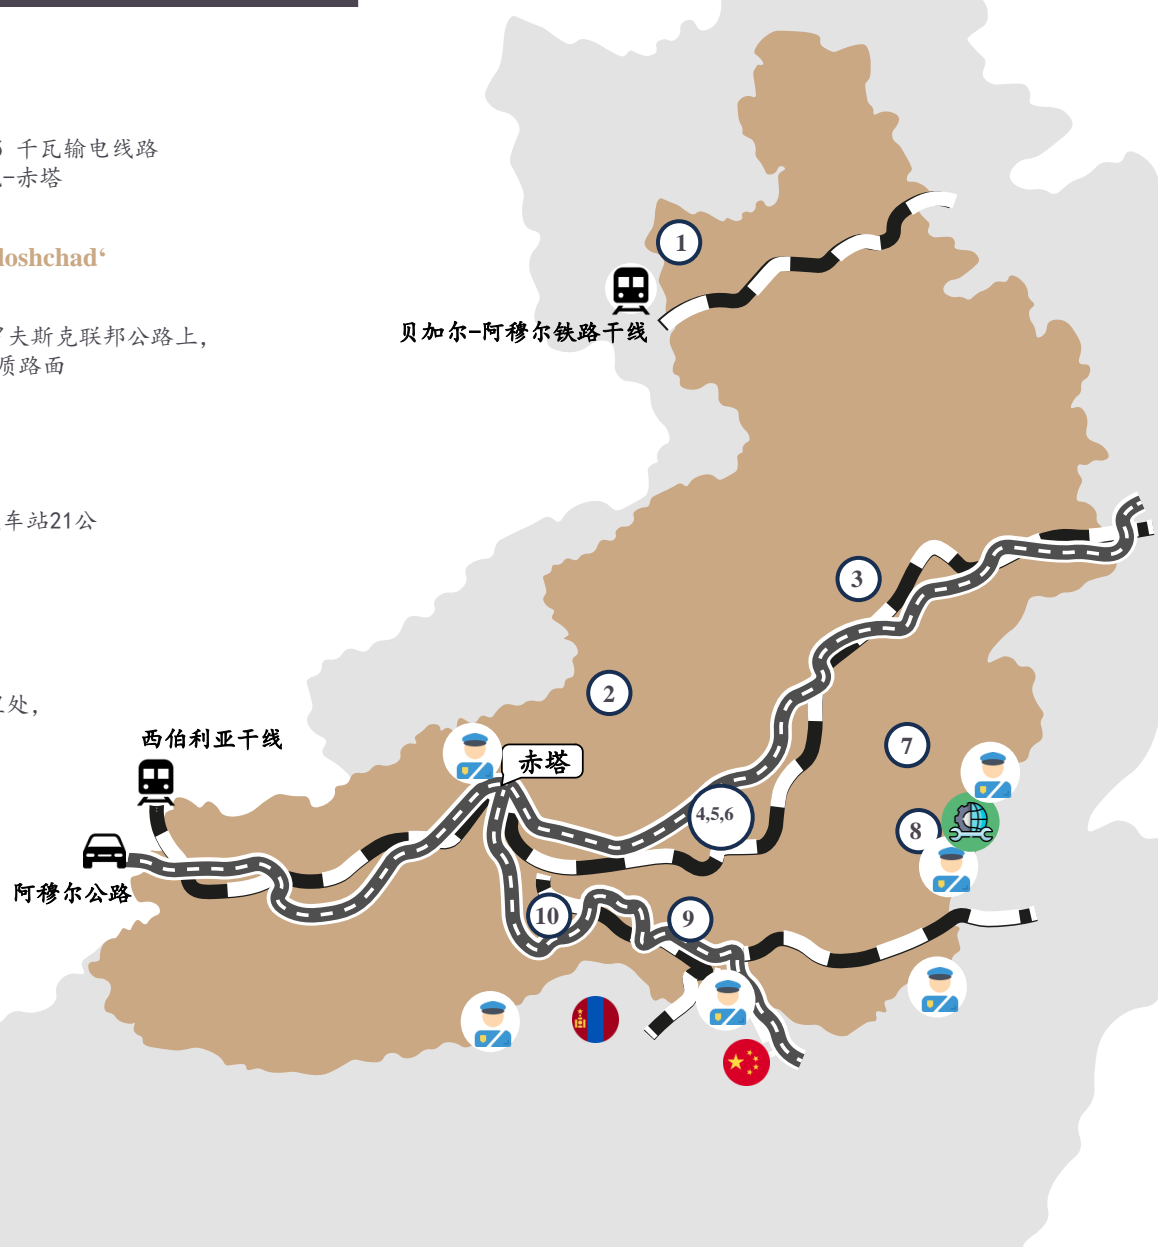 千瓦输电线路
-赤塔
loshchad‘
夫斯克联邦公路上,
质路面
车站21公
处,
1
贝加尔-阿穆尔铁路干线
3
2
西伯利亚干线
赤塔
7
4,5,6
8
阿穆尔公路
10
9